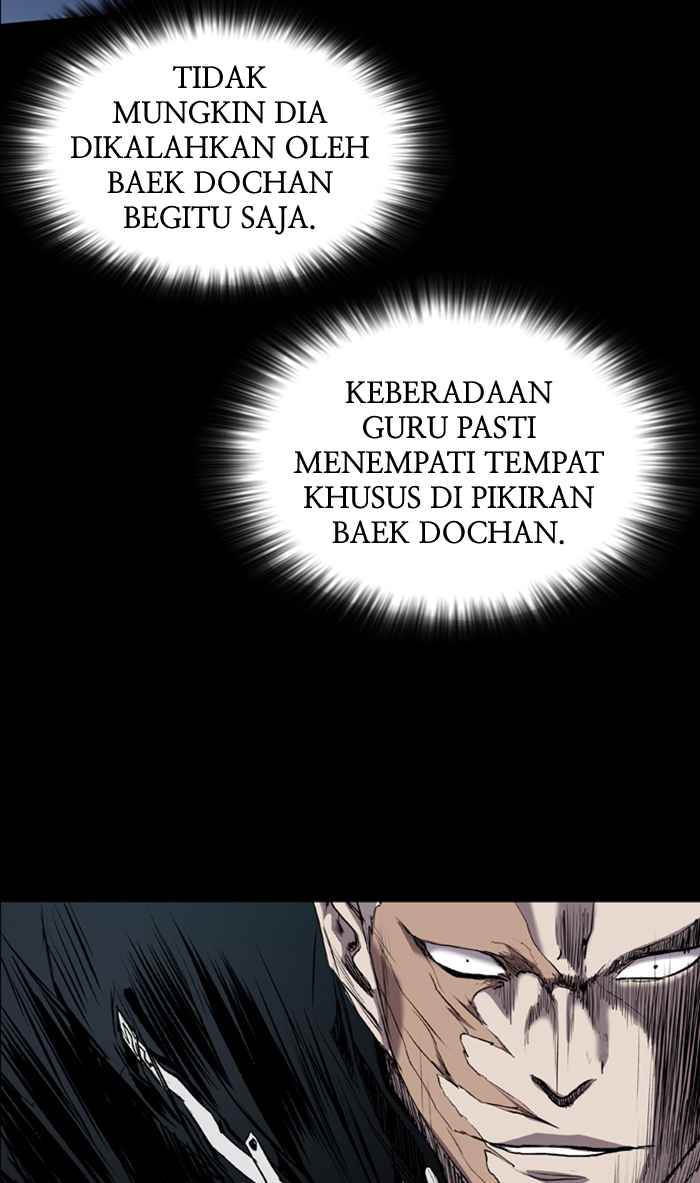 TIDAK
MUNGKIN DIA
DIKALAHKAN OLEH
BAEK DOCHAN
BEGITU SAJA.
KEBERADAAN
GURU PASTI
MENEMPATI TEMPAT
KHUSUS DI PIKIRAN
BAEK DOCHAN.